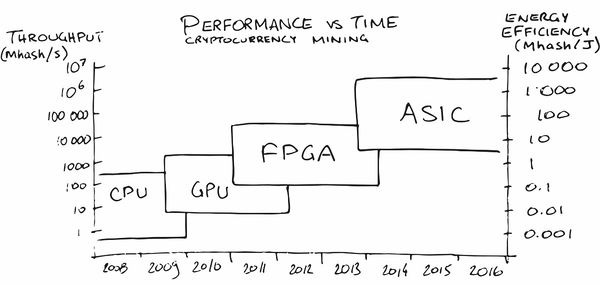 PERFORMANCE VS TIME
CRYPTOCURRENCY MINING
THROUGHPUT
(Mhash/s)
10⁷
10⁶
100 000
10 000
1000
100
10
1
ENERGY
EFFICIENCY
(Mhash/J)
10 000
1 000
100
10
1
0.1
0.01
0.001
CPU
GPU
FPGA
ASIC
2008 2009 2010 2011 2012 2013 2014 2015 2016